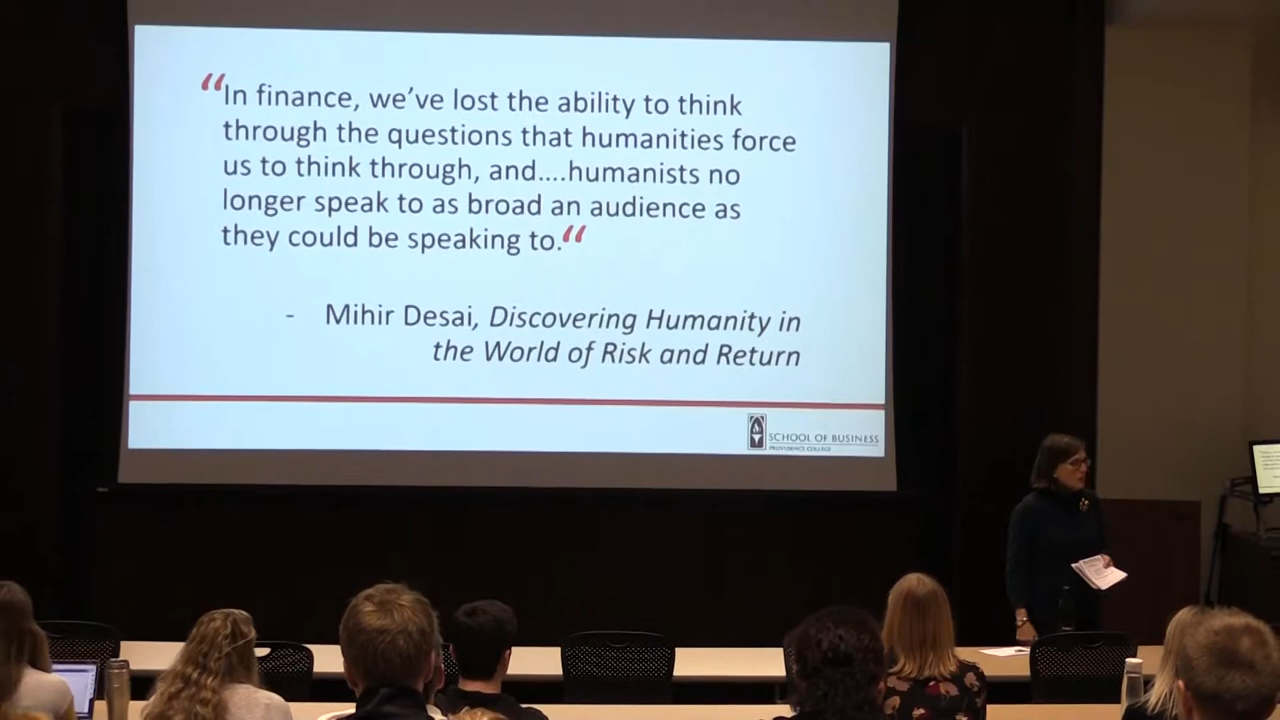 “In finance, we’ve lost the ability to think
through the questions that humanities force
us to think through, and....humanists no
longer speak to as broad an audience as
they could be speaking to.“
- Mihir Desai, Discovering Humanity in
the World of Risk and Return
SCHOOL OF BUSINESS
PROVIDENCE COLLEGE